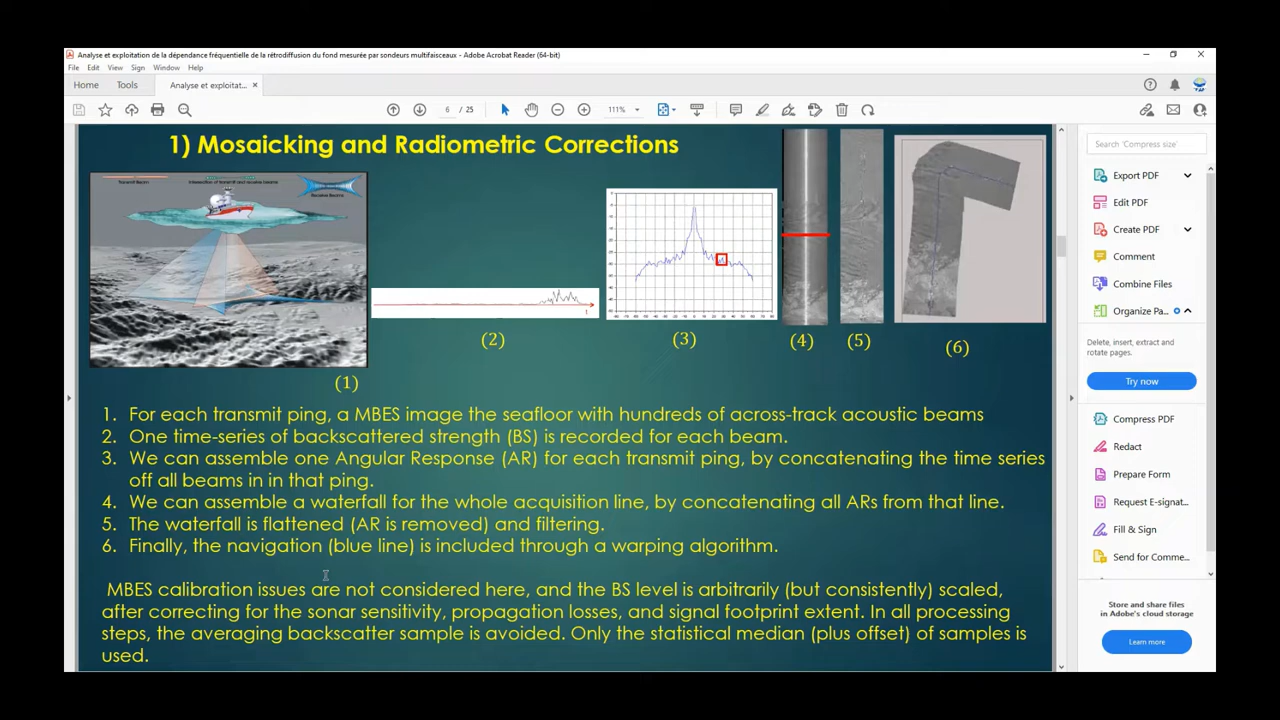 Analyse et exploitation de la dépendance fréquentielle de la rétrodiffusion du fond mesurée par sondeurs multifaisceaux - Adobe Acrobat Reader (64-bit)
File Edit View Sign Window Help
Home Tools Analyse et exploitat... ×
6 / 25 111%
1) Mosaicking and Radiometric Corrections
Transmit Beam
Intersection of transmit and receive beams
Receive Beams
(1)
(2)
(3)
(4)
(5)
(6)
1. For each transmit ping, a MBES image the seafloor with hundreds of across-track acoustic beams
2. One time-series of backscattered strength (BS) is recorded for each beam.
3. We can assemble one Angular Response (AR) for each transmit ping, by concatenating the time series
off all beams in in that ping.
4. We can assemble a waterfall for the whole acquisition line, by concatenating all ARs from that line.
5. The waterfall is flattened (AR is removed) and filtering.
6. Finally, the navigation (blue line) is included through a warping algorithm.
MBES calibration issues are not considered here, and the BS level is arbitrarily (but consistently) scaled,
after correcting for the sonar sensitivity, propagation losses, and signal footprint extent. In all processing
steps, the averaging backscatter sample is avoided. Only the statistical median (plus offset) of samples is
used.
Search 'Compress size'
Export PDF
Edit PDF
Create PDF
Comment
Combine Files
Organize Pa...
Delete, insert, extract and
rotate pages.
Try now
Compress PDF
Redact
Prepare Form
Request E-signat...
Fill & Sign
Send for Comme...
Store and share files
in Adobe's cloud storage
Learn more